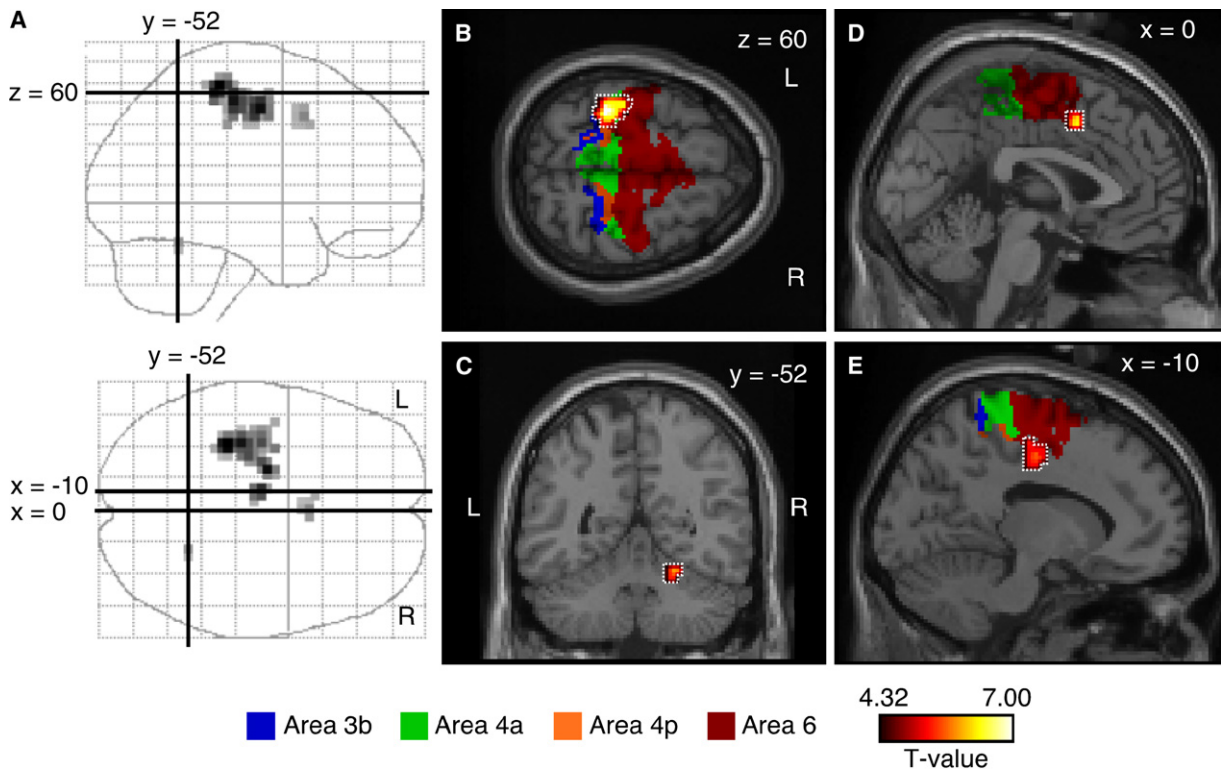 A
y = -52
z = 60
y = -52
L
x = -10
x = 0
R
B
z = 60
L
R
C
y = -52
L
R
D
x = 0
E
x = -10
Area 3b
Area 4a
Area 4p
Area 6
4.32
7.00
T-value